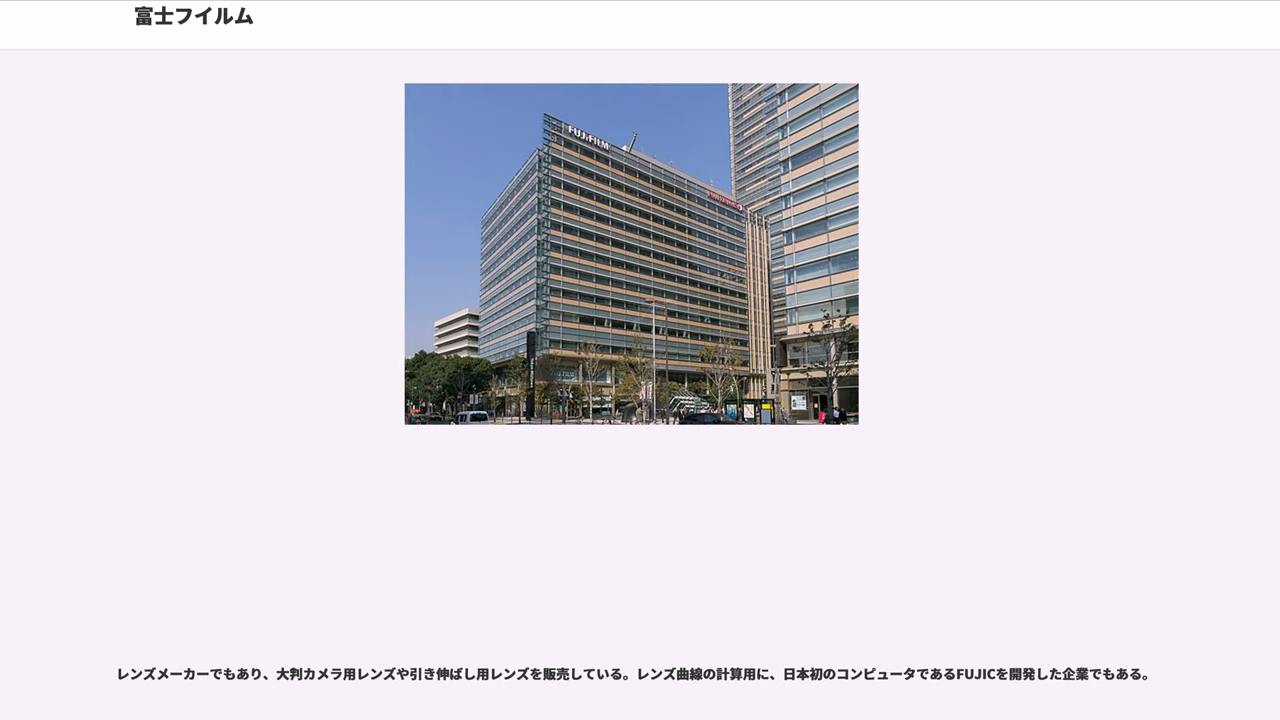 富士フイルム
FUJIFILM
レンズメーカーでもあり、大判カメラ用レンズや引き伸ばし用レンズを販売している。レンズ曲線の計算用に、日本初のコンピュータであるFUJICを開発した企業でもある。